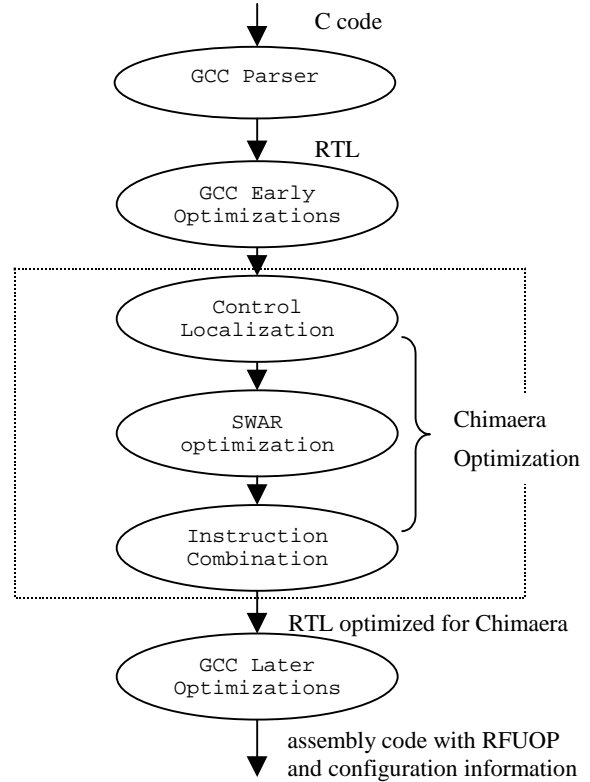 C code
GCC Parser
RTL
GCC Early
Optimizations
Control
Localization
SWAR
optimization
Chimaera
Optimization
Instruction
Combination
RTL optimized for Chimaera
GCC Later
Optimizations
assembly code with RFUOP
and configuration information